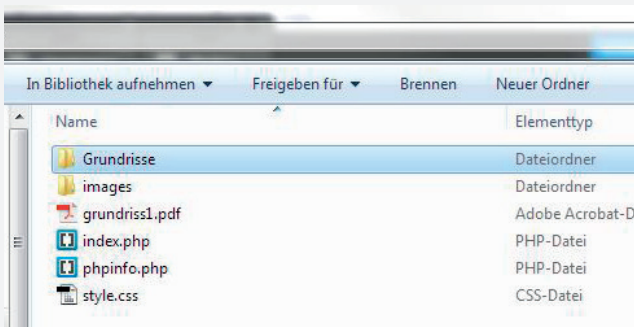 In Bibliothek aufnehmen Freigeben für Brennen Neuer Ordner
Name Elementtyp
Grundrisse Dateiordner
images Dateiordner
grundriss1.pdf Adobe Acrobat-D
index.php PHP-Datei
phpinfo.php PHP-Datei
style.css CSS-Datei